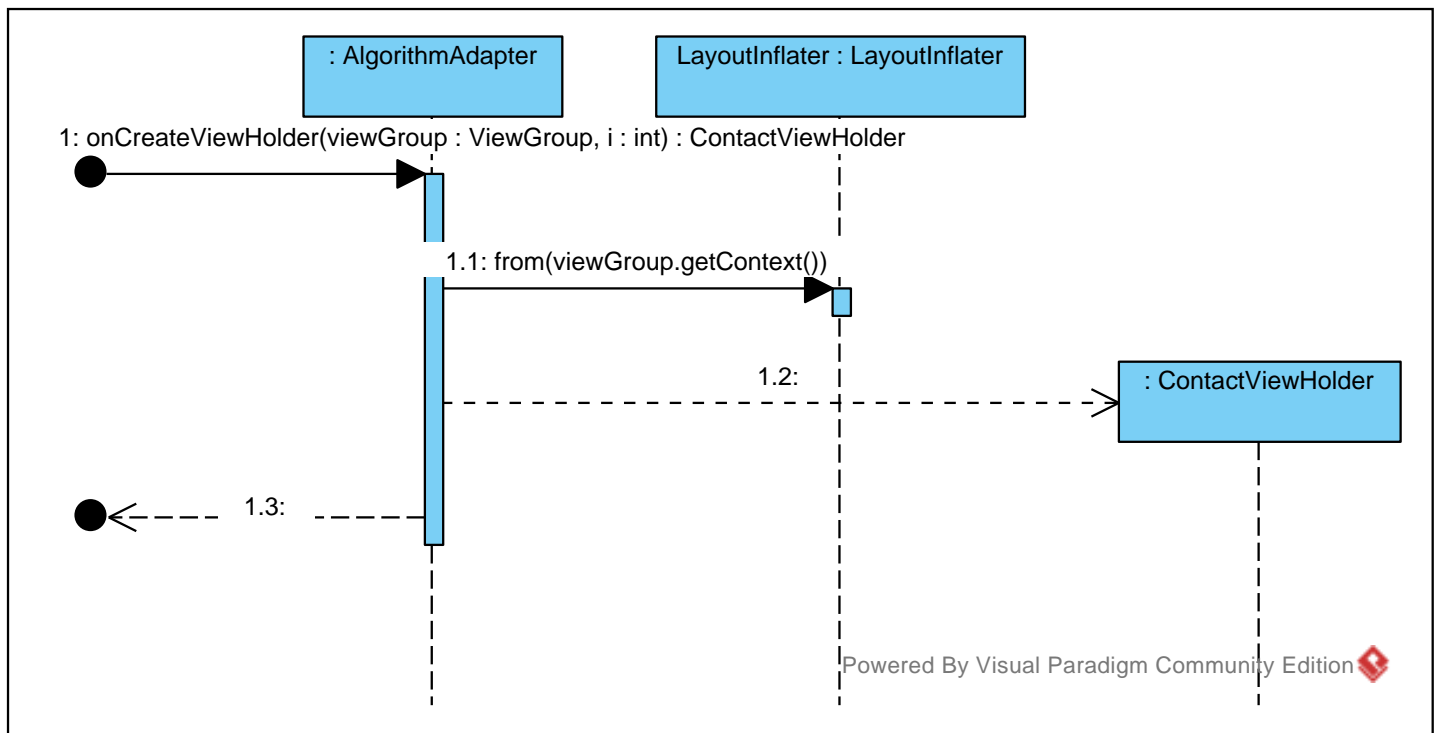 : AlgorithmAdapter
LayoutInflater : LayoutInflater
1: onCreateViewHolder(viewGroup : ViewGroup, i : int) : ContactViewHolder
1.1: from(viewGroup.getContext())
1.2:
: ContactViewHolder
1.3:
Powered By Visual Paradigm Community Edition